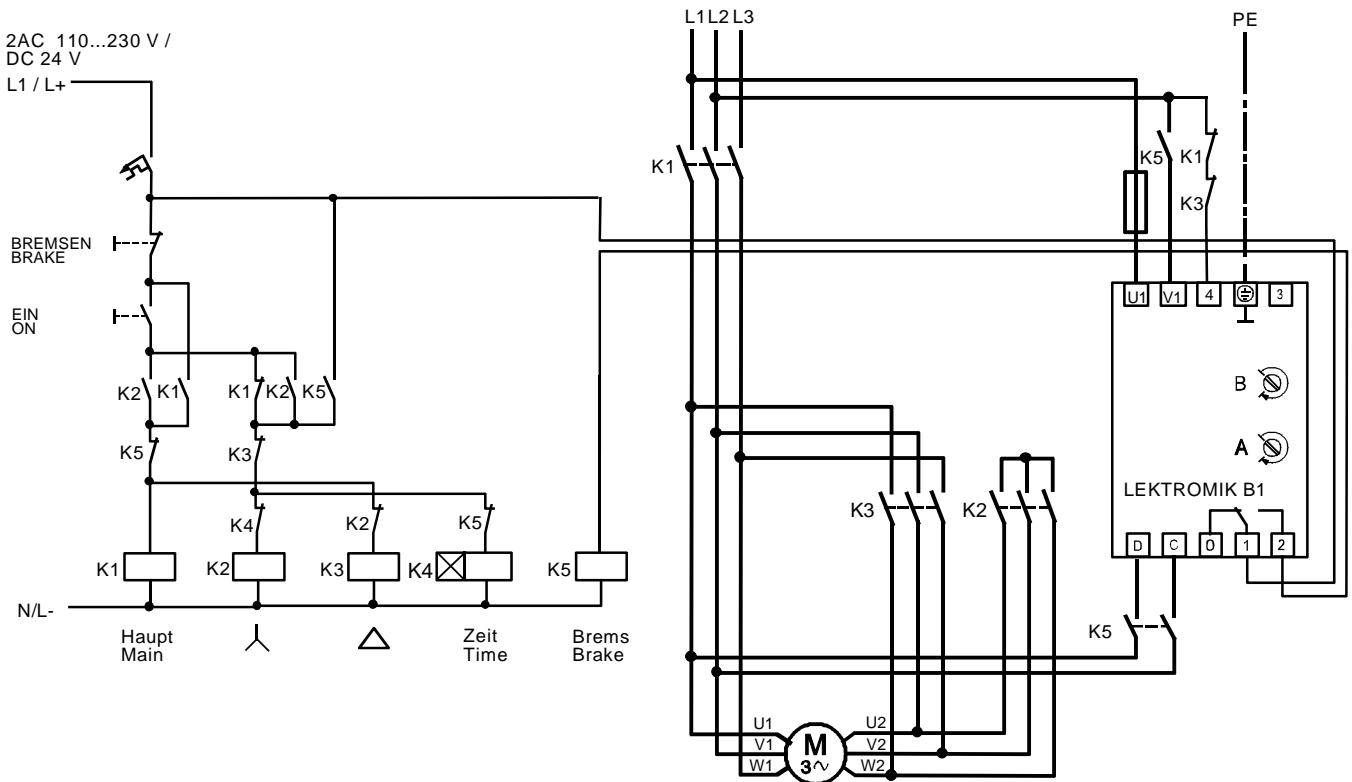 2AC 110...230 V /
DC 24 V
L1 / L+
BREMSEN
BRAKE
EIN
ON
K2
K1
K1
K2
K5
K5
K3
K4
K2
K5
K1
K2
K3
K4
K5
N/L-
Haupt
Main
Zeit
Time
Brems
Brake
L1 L2 L3
PE
K1
K5
K1
K3
U1
V1
4
3
B
A
LEKTROMIK B1
D
C
0
1
2
K3
K2
K5
U1
V1
W1
M
3~
U2
V2
W2